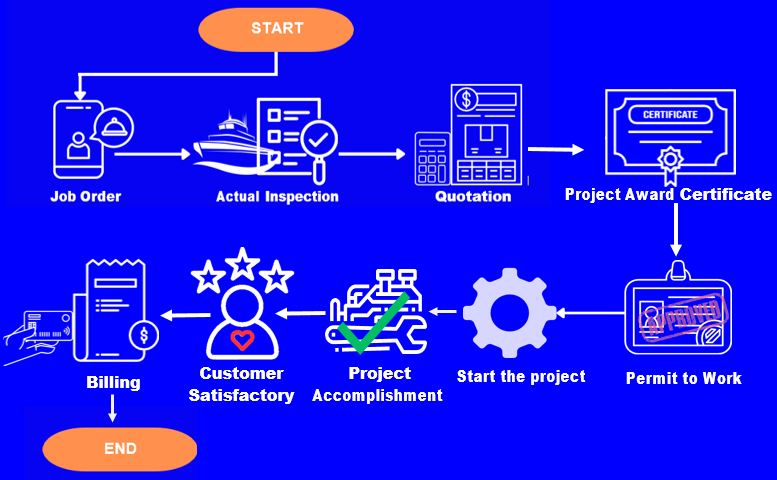 START
Job Order
Actual Inspection
$
Quotation
CERTIFICATE
Project Award Certificate
APPROVED
Permit to Work
Start the project
Project
Accomplishment
Customer
Satisfactory
$
Billing
END